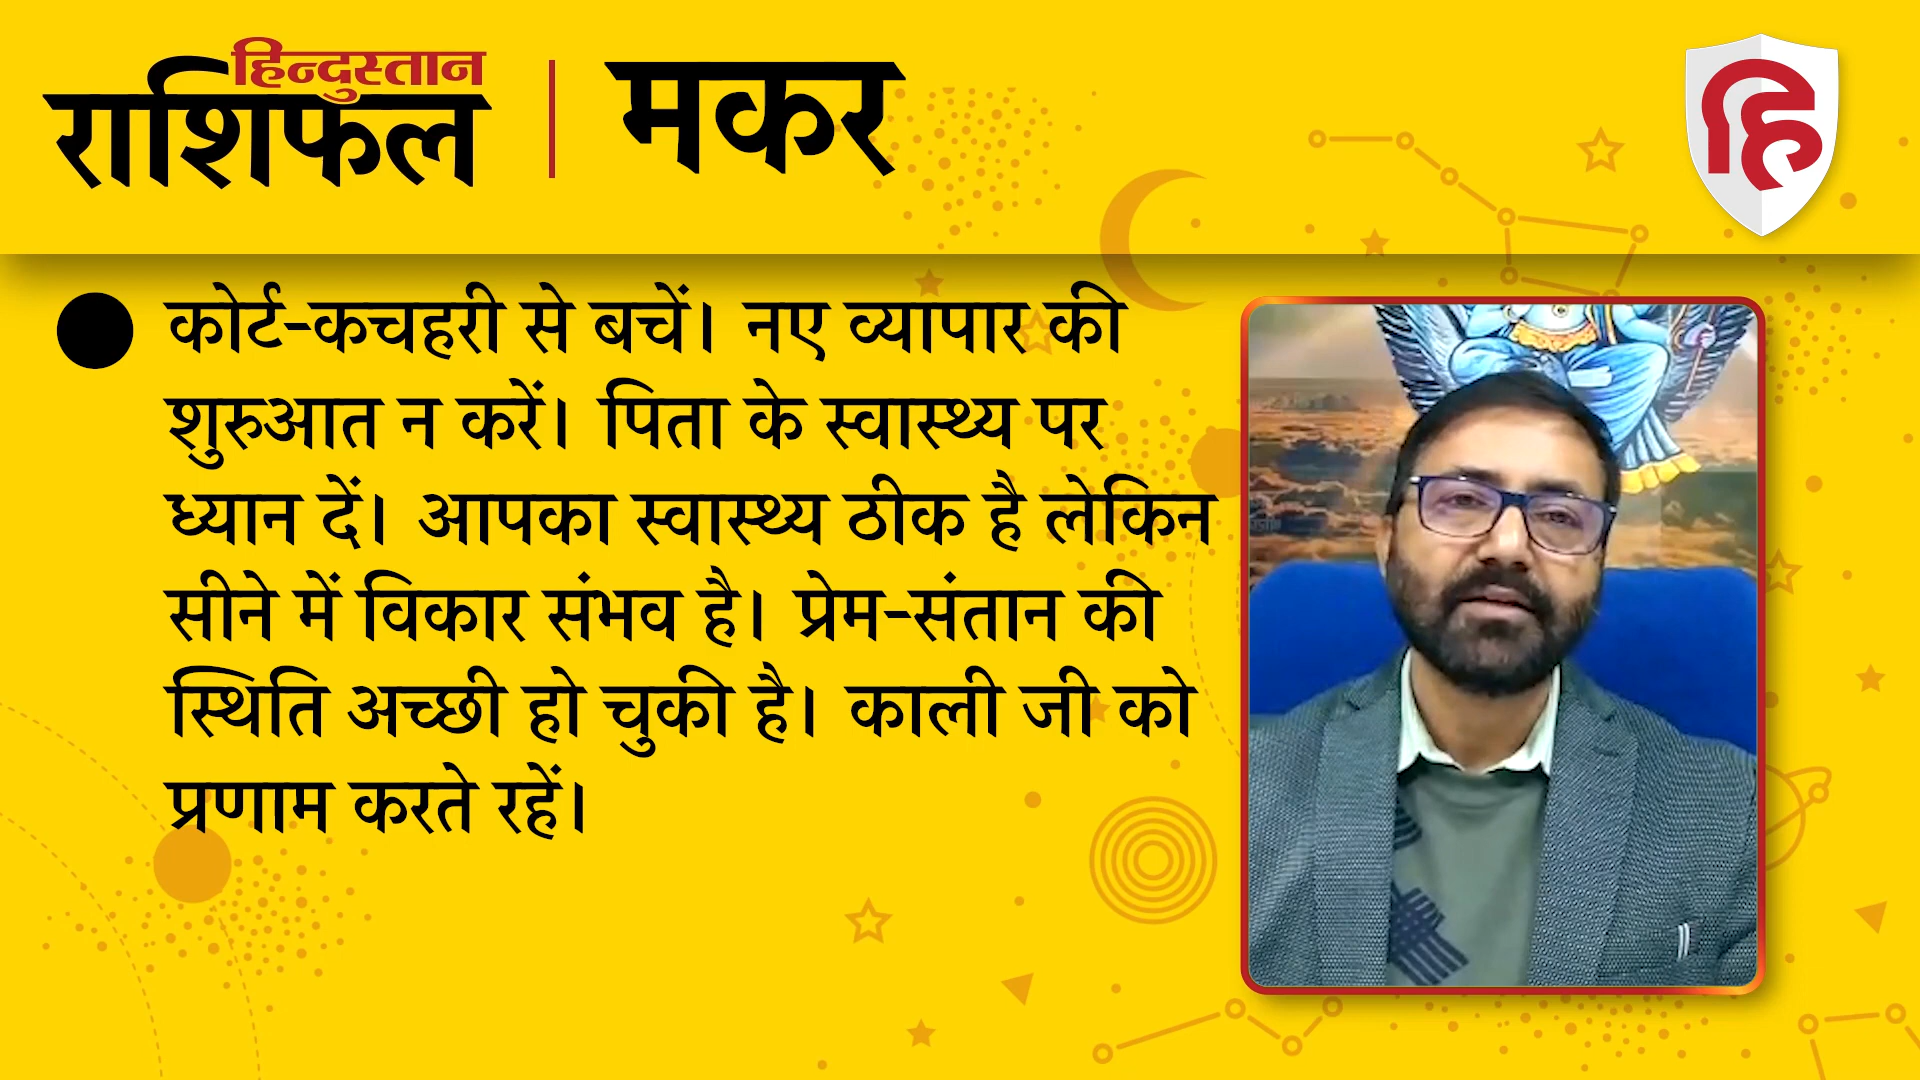 हिन्दुस्तान
राशिफल
मकर
हि
कोर्ट-कचहरी से बचें। नए व्यापार की
शुरुआत न करें। पिता के स्वास्थ्य पर
ध्यान दें। आपका स्वास्थ्य ठीक है लेकिन
सीने में विकार संभव है। प्रेम-संतान की
स्थिति अच्छी हो चुकी है। काली जी को
प्रणाम करते रहें।